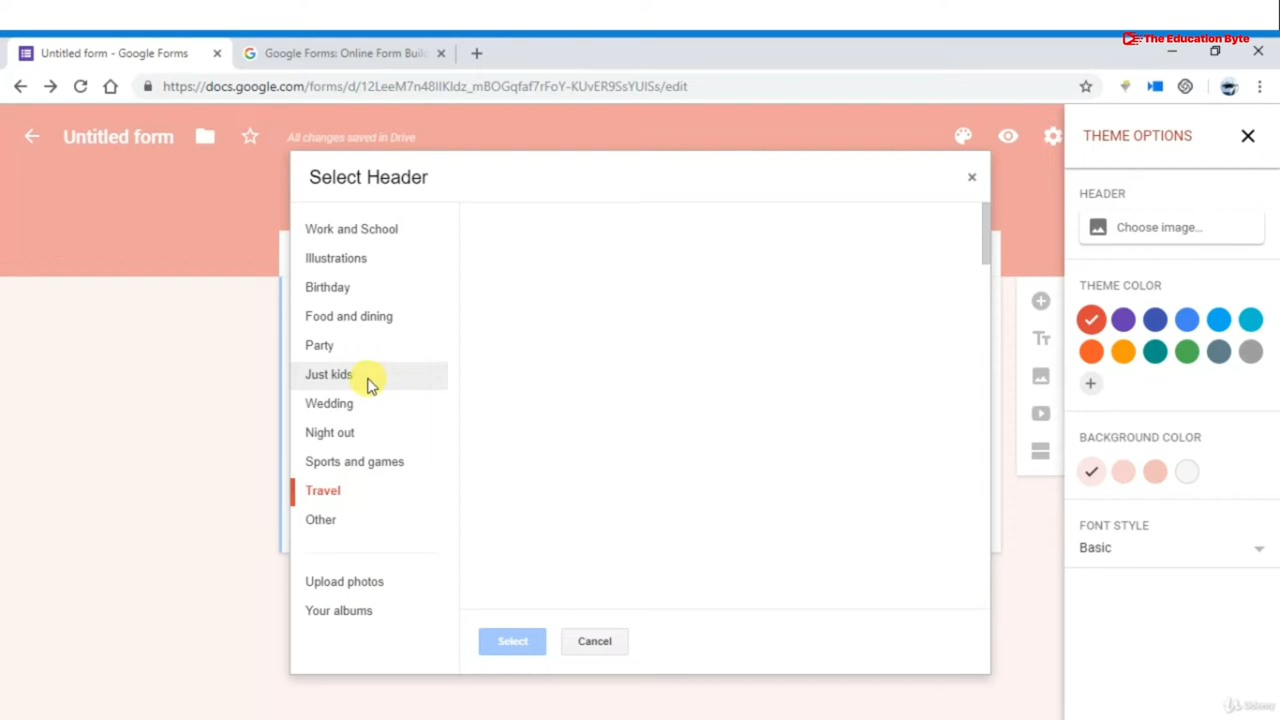 The Education Byte
Untitled form - Google Forms
Google Forms: Online Form Buil
https://docs.google.com/forms/d/12LeeM7n48IIKIdz_mBOGqfaf7rFoY-KUvER9SsYUISs/edit
Untitled form
All changes saved in Drive
THEME OPTIONS
Select Header
HEADER
Choose image...
Work and School
Illustrations
Birthday
Food and dining
Party
Just kids
Wedding
Night out
Sports and games
Travel
Other
Upload photos
Your albums
THEME COLOR
BACKGROUND COLOR
FONT STYLE
Basic
Select
Cancel
Udemy